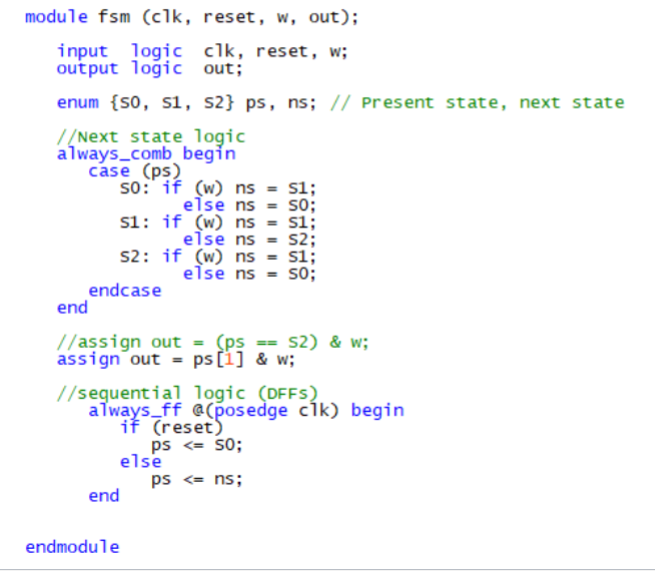 module fsm (clk, reset, w, out);
input logic clk, reset, w;
output logic out;
enum {S0, S1, S2} ps, ns; // Present state, next state
//Next state logic
always_comb begin
case (ps)
S0: if (w) ns = S1;
else ns = S0;
S1: if (w) ns = S1;
else ns = S2;
S2: if (w) ns = S1;
else ns = S0;
endcase
end
//assign out = (ps == S2) & w;
assign out = ps[1] & w;
//sequential logic (DFFs)
always_ff @(posedge clk) begin
if (reset)
ps <= S0;
else
ps <= ns;
end
endmodule